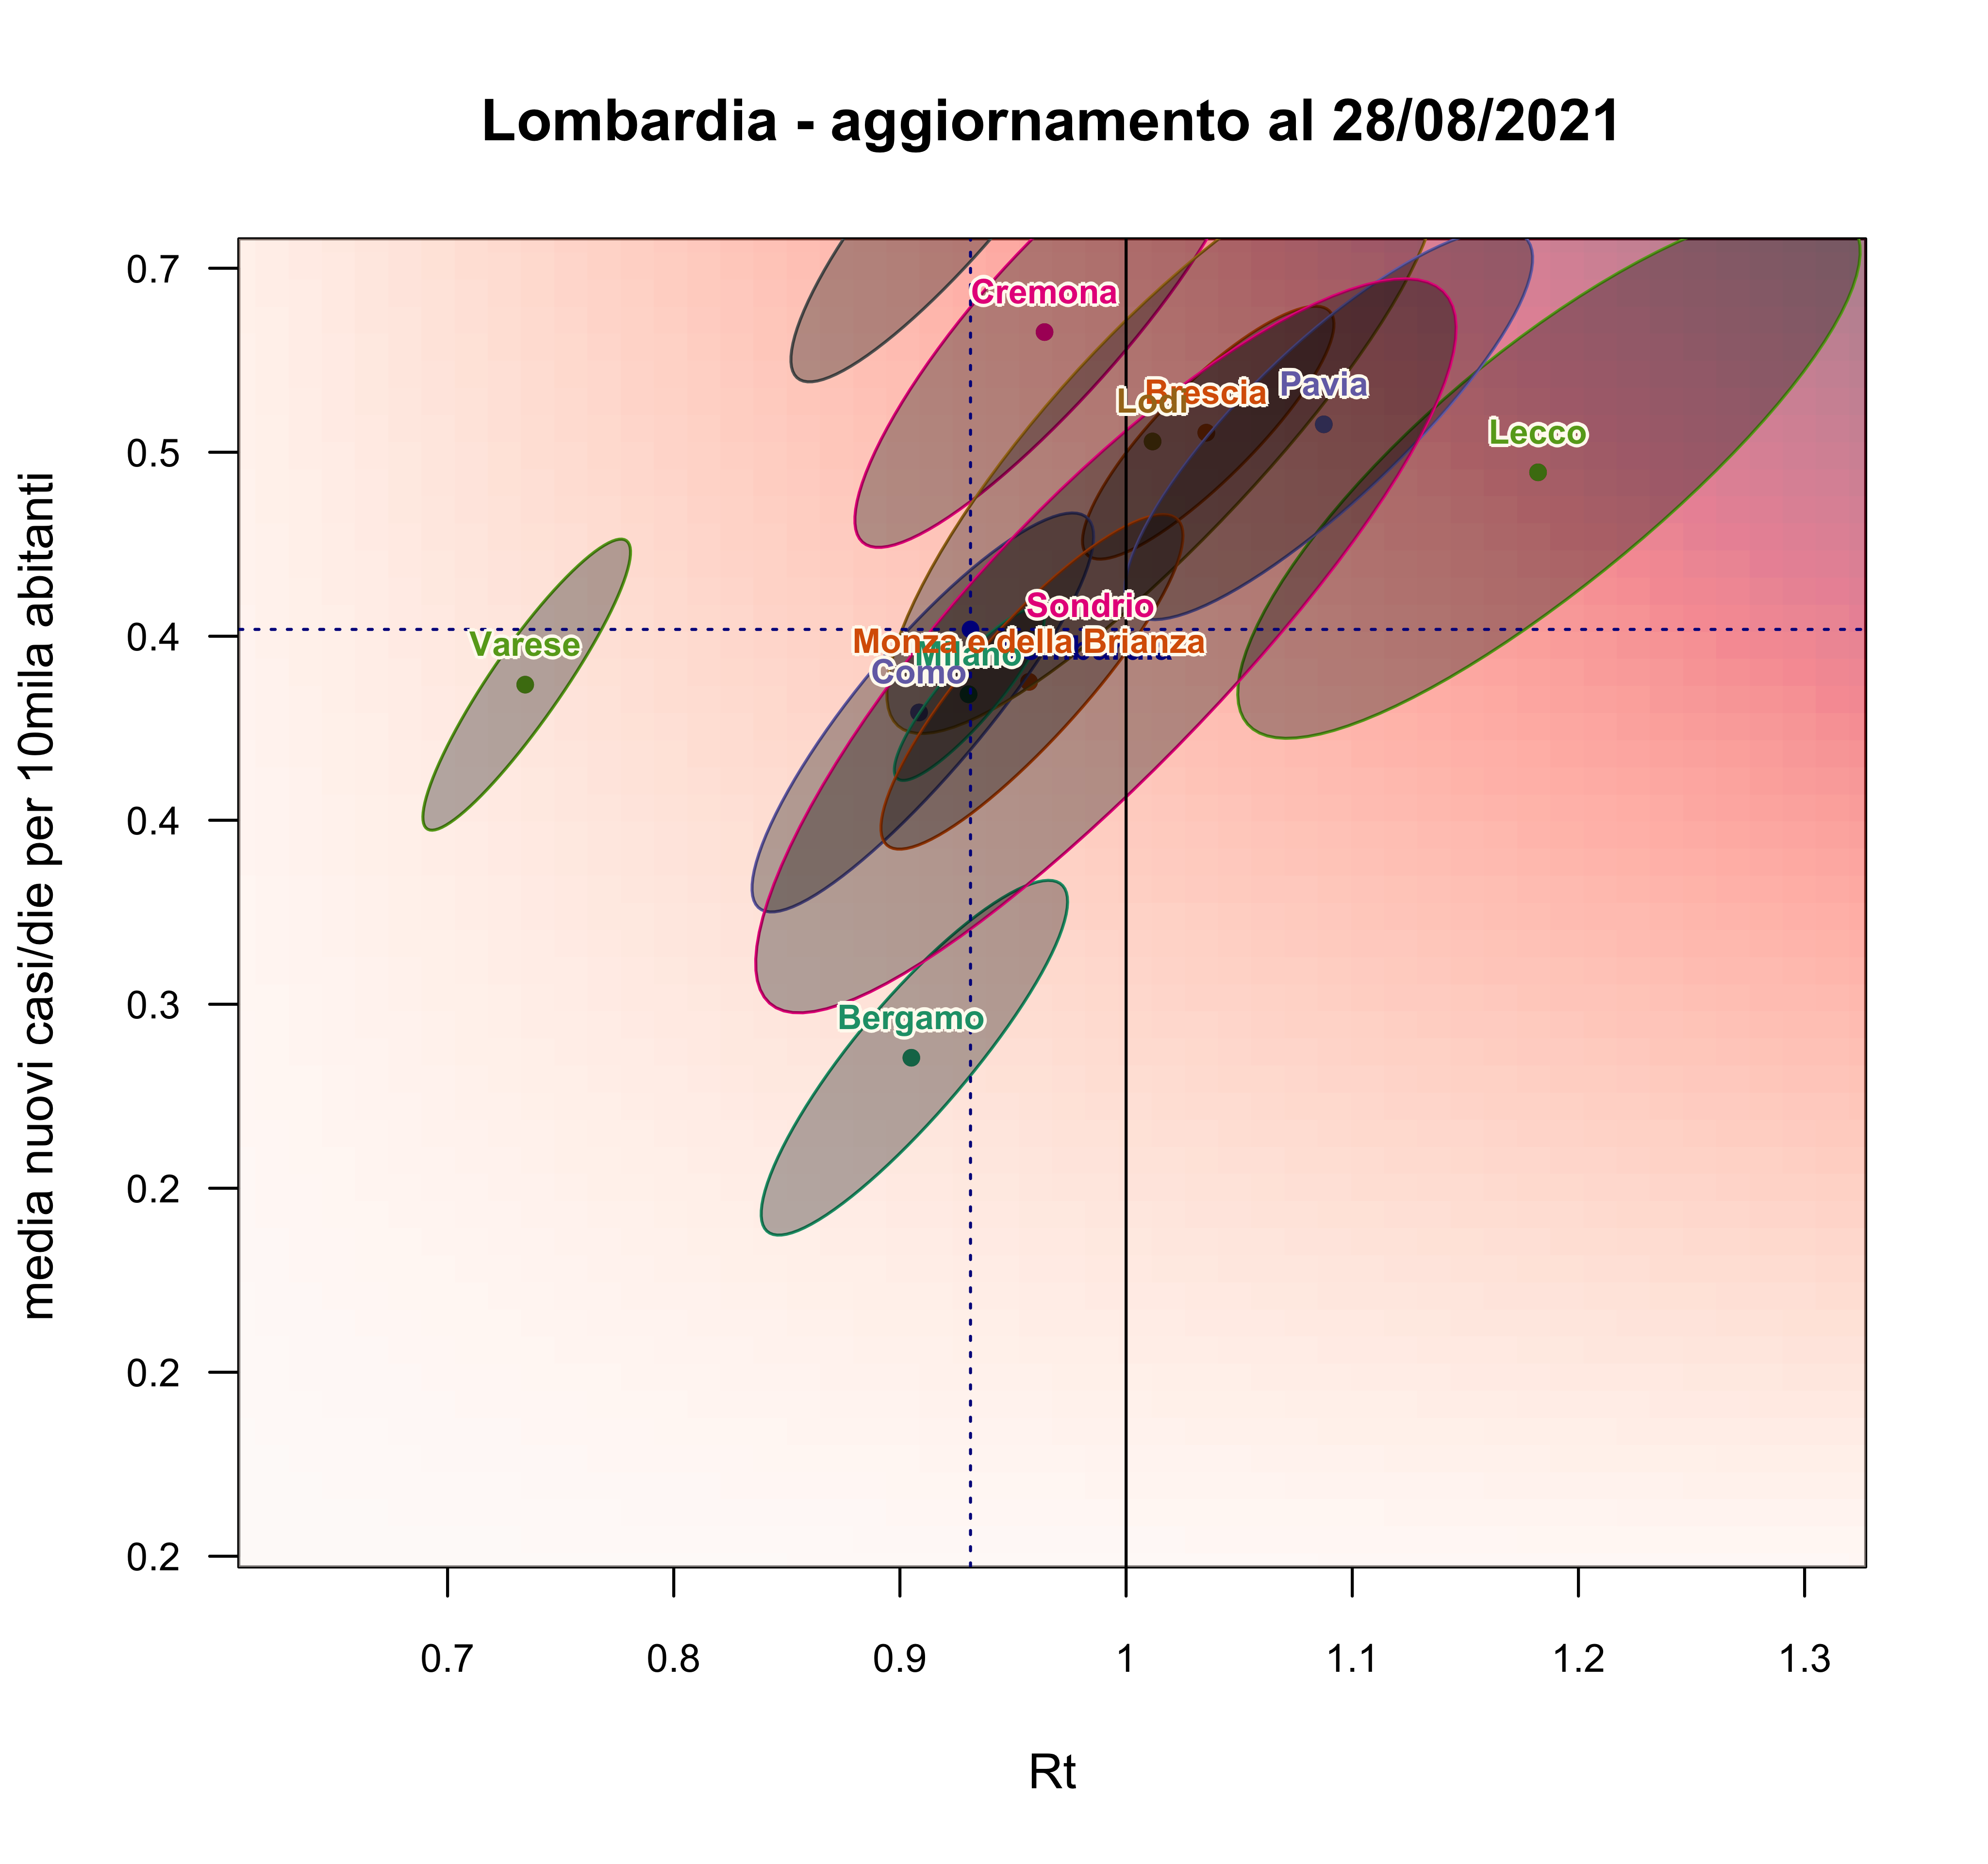 Lombardia - aggiornamento al 28/08/2021
media nuovi casi/die per 10mila abitanti
0.7
0.5
0.4
0.4
0.3
0.2
0.2
0.2
Cremona
Lodi
Brescia
Pavia
Lecco
Sondrio
Varese
Monza e della Brianza
Milano
Como
Bergamo
0.7
0.8
0.9
1
1.1
1.2
1.3
Rt